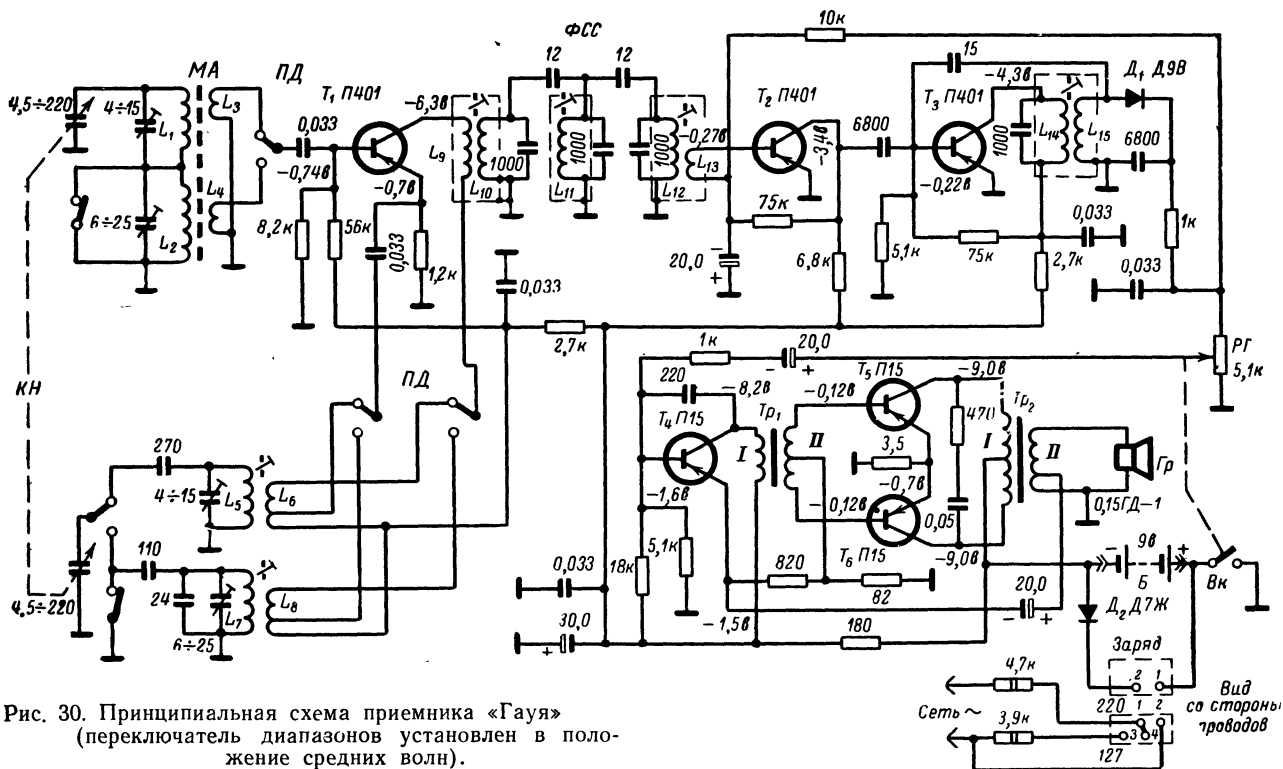 10к
ФСС
12 12
15
МА ПД
4,5÷220
4÷15
L₁
L₃
L₄
6÷25
L₂
0,033
Т₁ П401
−6,3в
−0,74в
−0,7в
8,2к
56к
0,033
1,2к
L₉
L₁₀
1000
1000
L₁₁
1000
L₁₂
L₁₃
−0,27в
Т₂ П401
−3,4в
6800
75к
20,0
− +
6,8к
Т₃ П401
−4,3в
1000
L₁₄
L₁₅
−0,22в
5,1к
75к
Д₁ Д9В
6800
0,033
2,7к
1к
0,033
РГ
5,1к
0,033
2,7к
КН
ПД
270
4÷15
L₅
L₆
4,5÷220
110
24
L₇
6÷25
L₈
1к
20,0
− +
220
−8,2в
Т₄ П15
Тр₁
I II
−1,6в
18к
5,1к
−0,12в
Т₅ П15
−9,0в
3,5
−0,7в
−0,12в
Т₆ П15
−9,0в
470
0,05
Тр₂
I II
Гр
0,15ГД−1
820
82
0,033
30,0
+
−1,5в
180
20,0
− +
9в
− +
Б
Вк
Д₂ Д7Ж
Заряд
2 1
4,7к
220
1 2
Сеть ~
3,9к
3 4
127
Вид
со стороны
проводов
Рис. 30. Принципиальная схема приемника «Гауя»
(переключатель диапазонов установлен в поло-
жение средних волн).